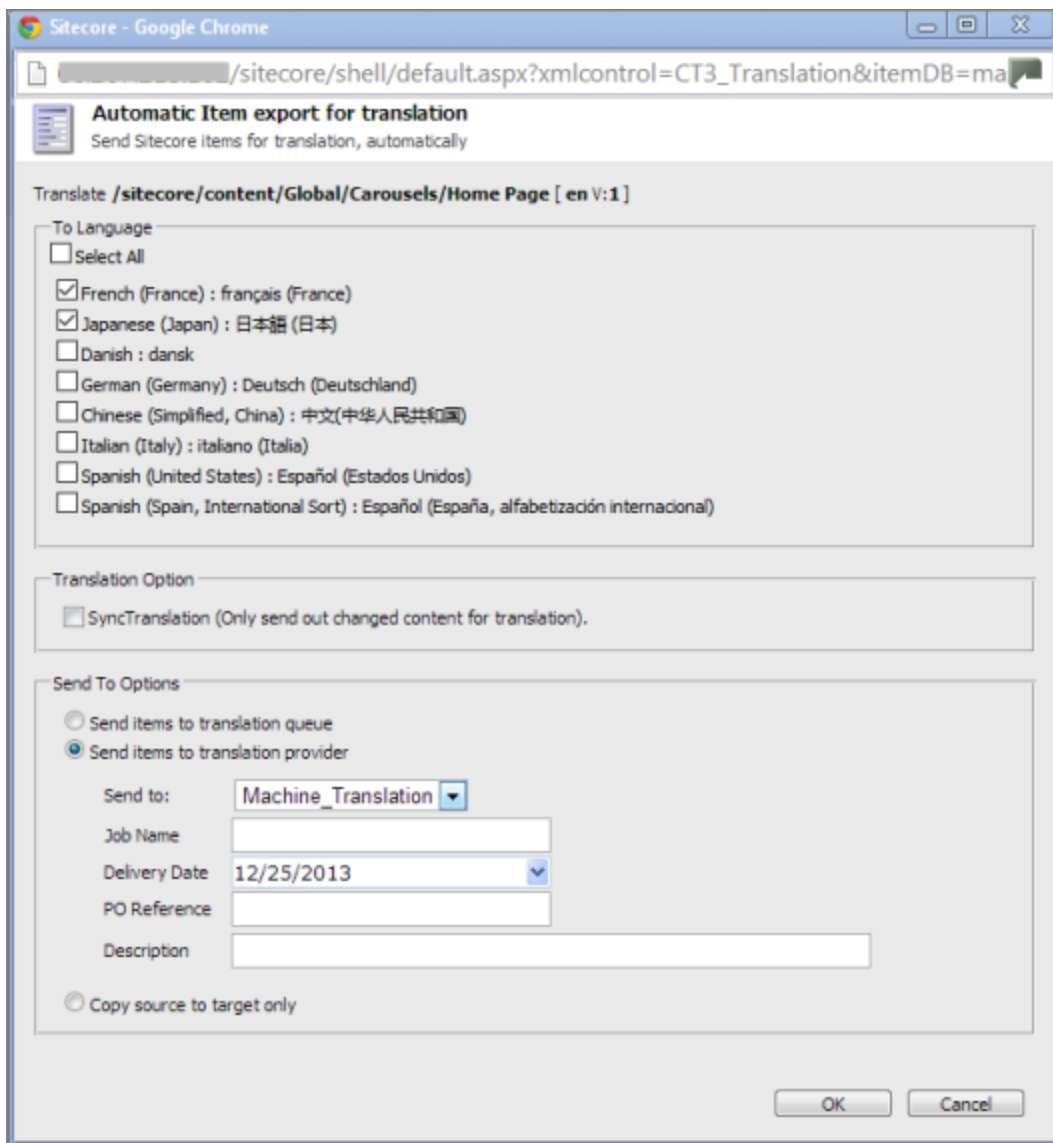 Sitecore - Google Chrome
/sitecore/shell/default.aspx?xmlcontrol=CT3_Translation&itemDB=ma
Automatic Item export for translation
Send Sitecore items for translation, automatically
Translate /sitecore/content/Global/Carousels/Home Page [ en V:1 ]
To Language
Select All
French (France) : français (France)
Japanese (Japan) : 日本語 (日本)
Danish : dansk
German (Germany) : Deutsch (Deutschland)
Chinese (Simplified, China) : 中文(中华人民共和国)
Italian (Italy) : italiano (Italia)
Spanish (United States) : Español (Estados Unidos)
Spanish (Spain, International Sort) : Español (España, alfabetización internacional)
Translation Option
SyncTranslation (Only send out changed content for translation).
Send To Options
Send items to translation queue
Send items to translation provider
Send to: Machine_Translation
Job Name
Delivery Date 12/25/2013
PO Reference
Description
Copy source to target only
OK Cancel